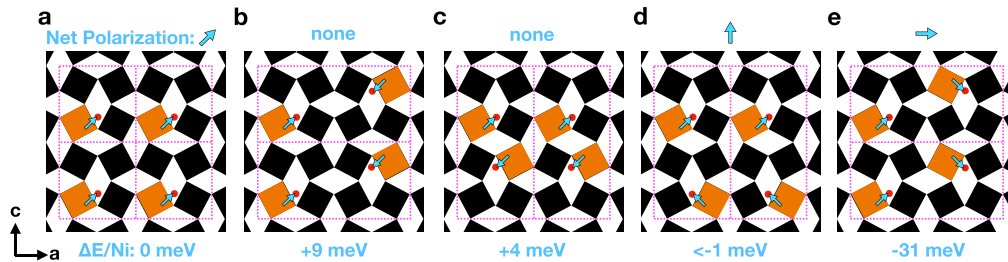 a b c d e
Net Polarization: none none
c
a
ΔE/Ni: 0 meV +9 meV +4 meV <-1 meV -31 meV